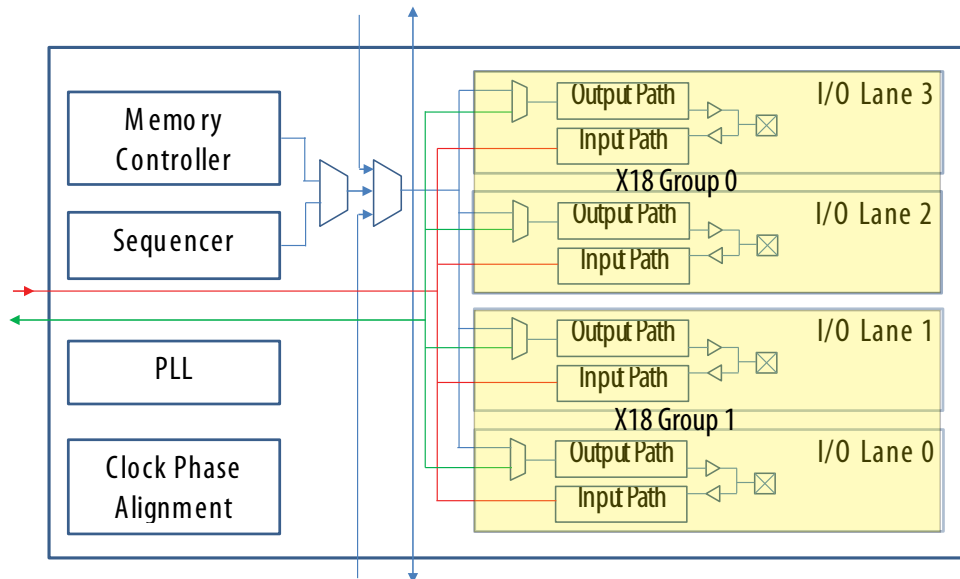 Memory
Controller
Sequencer
PLL
Clock Phase
Alignment
Output Path
I/O Lane 3
Input Path
X18 Group 0
Output Path
I/O Lane 2
Input Path
Output Path
I/O Lane 1
Input Path
X18 Group 1
Output Path
I/O Lane 0
Input Path